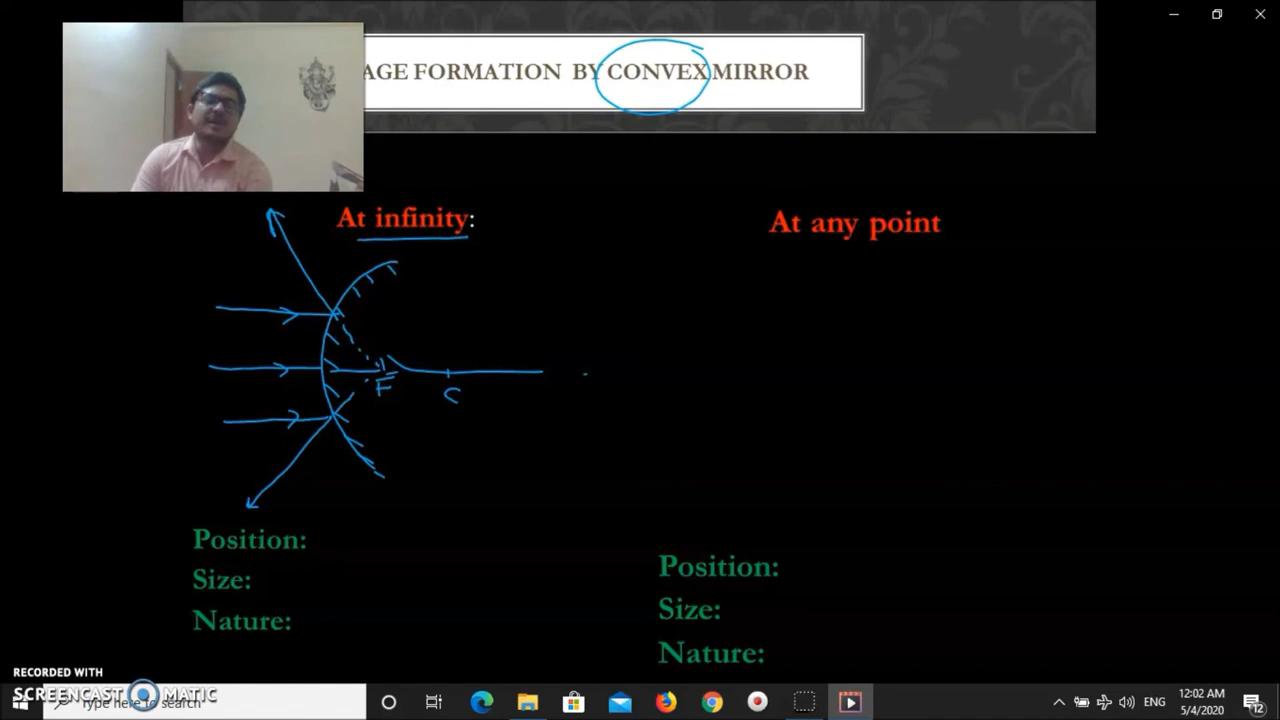 AGE FORMATION BY CONVEX MIRROR
At infinity:
At any point
F
C
Position:
Size:
Nature:
Position:
Size:
Nature:
RECORDED WITH
SCREENCAST MATIC
Type here to search
ENG
12:02 AM
5/4/2020
12